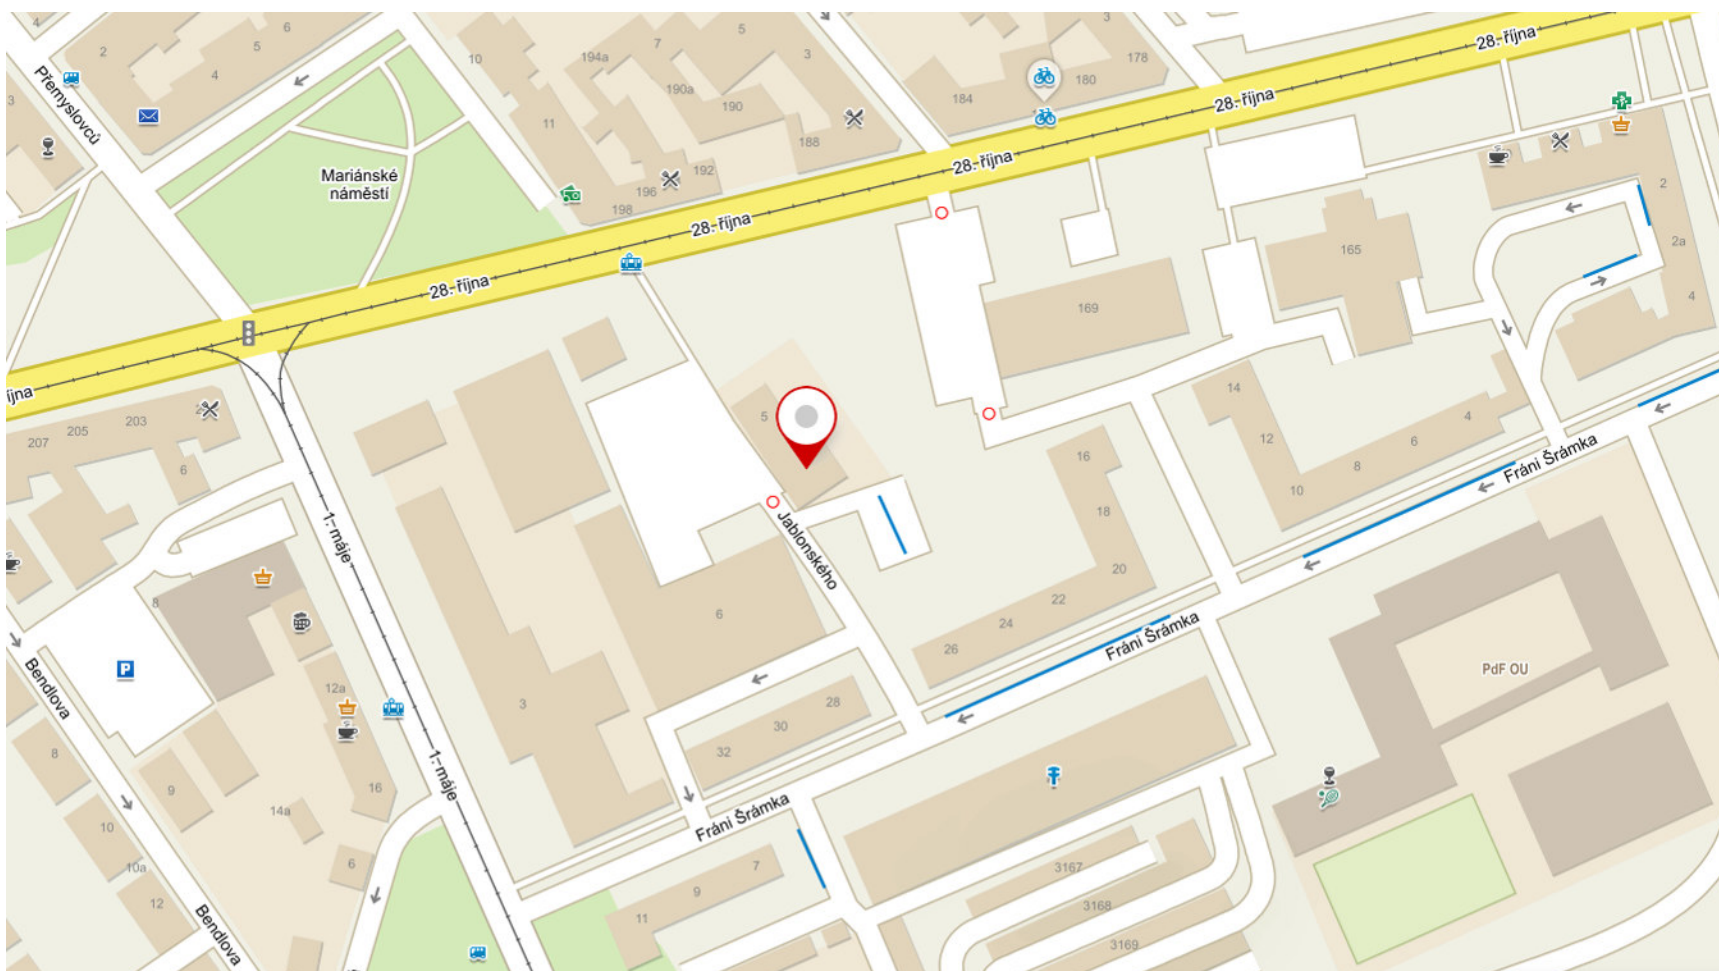 4
2
6
5
4
Přemyslovců
3
10
194a
7
5
3
190a
190
11
188
192
196
198
Mariánské
náměstí
3
178
180
184
28. října
28. října
28. října
28. října
28. října
165
169
2
2a
4
203
205
207
6
5
14
12
10
8
6
4
16
18
20
22
24
26
Fráni Šrámka
Fráni Šrámka
Fráni Šrámka
Jablonského
1. máje
1. máje
8
P
12a
16
14a
6
3
6
28
30
32
Bendlova
Bendlova
8
9
10
10a
12
7
9
11
3167
3168
3169
PdF OU